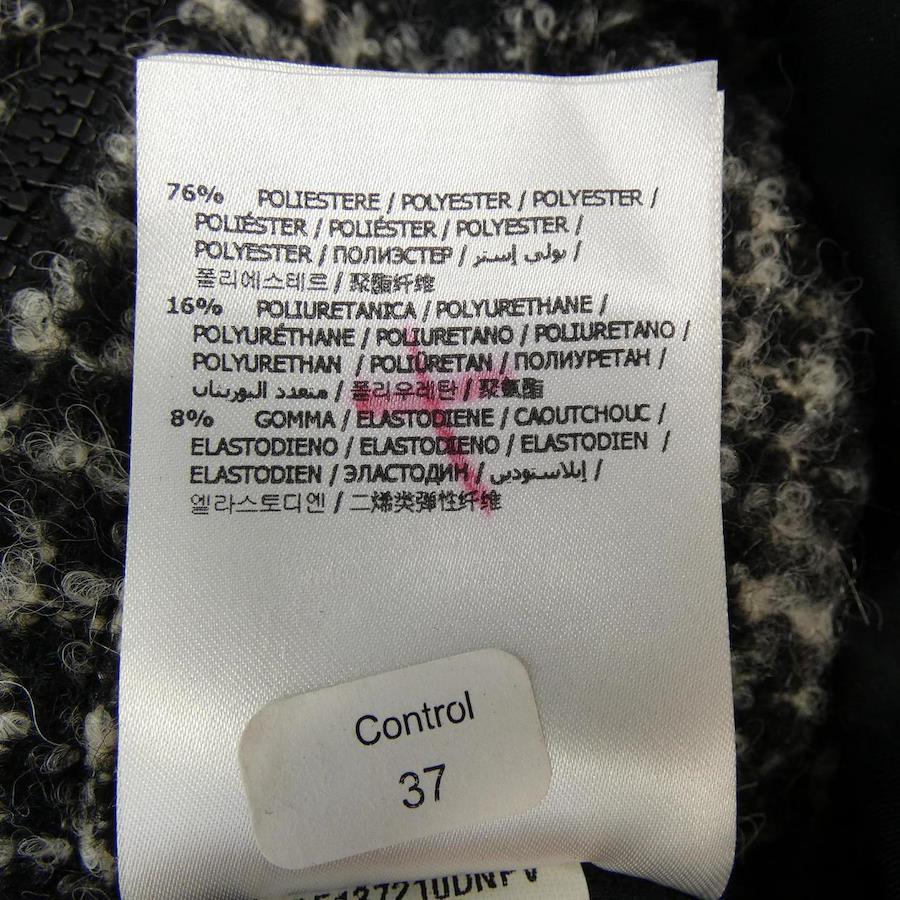 76% POLIESTERE / POLYESTER / POLYESTER /
POLIÉSTER / POLIÉSTER / POLYESTER /
POLYESTER / ПОЛИЭСТЕР / بولي إستر /
폴리에스테르 / 聚酯纤维
16% POLIURETANICA / POLYURETHANE /
POLYURÉTHANE / POLIURETANO / POLIURETANO /
POLYURETHAN / POLIÜRETAN / ПОЛИУРЕТАН /
متعدد اليوريتان / 폴리우레탄 / 聚氨酯
8% GOMMA / ELASTODIENE / CAOUTCHOUC /
ELASTODIENO / ELASTODIENO / ELASTODIEN /
ELASTODIEN / ЭЛАСТОДИН / إيلاستوديين /
엘라스토디엔 / 二烯类弹性纤维
Control
37